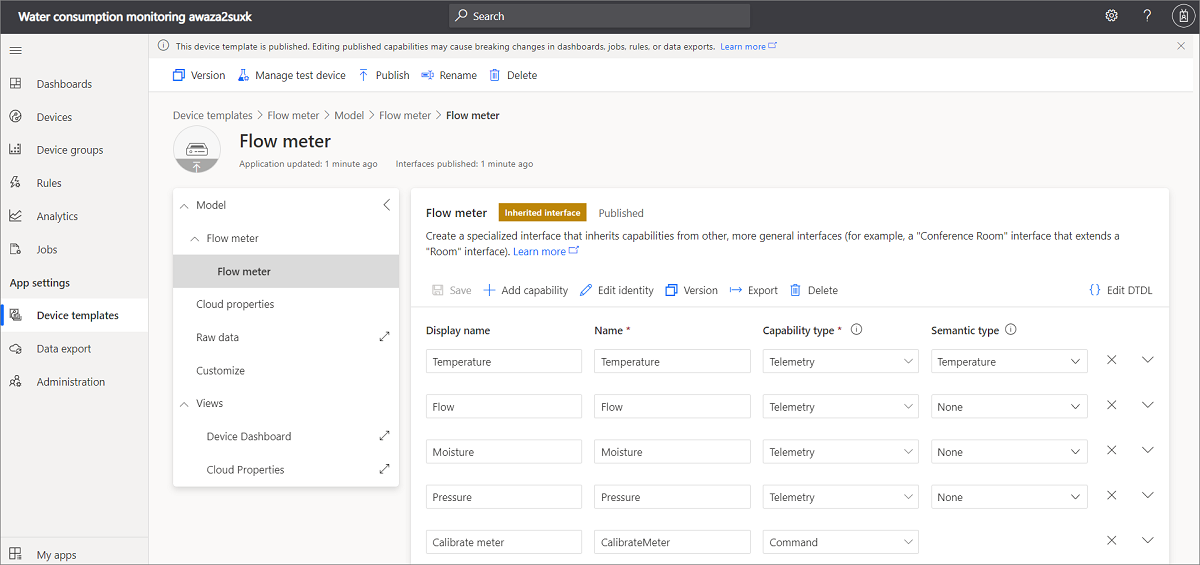 Water consumption monitoring awaza2suxk
Search
?
This device template is published. Editing published capabilities may cause breaking changes in dashboards, jobs, rules, or data exports. Learn more
Version Manage test device Publish Rename Delete
Dashboards
Devices
Device groups
Rules
Analytics
Jobs
App settings
Device templates
Data export
Administration
My apps
Device templates > Flow meter > Model > Flow meter > Flow meter
Flow meter
Application updated: 1 minute ago Interfaces published: 1 minute ago
Model
Flow meter
Flow meter
Cloud properties
Raw data
Customize
Views
Device Dashboard
Cloud Properties
Flow meter Inherited interface Published
Create a specialized interface that inherits capabilities from other, more general interfaces (for example, a "Conference Room" interface that extends a
"Room" interface). Learn more
Save Add capability Edit identity Version Export Delete {} Edit DTDL
Display name Name * Capability type * Semantic type
Temperature Temperature Telemetry Temperature
Flow Flow Telemetry None
Moisture Moisture Telemetry None
Pressure Pressure Telemetry None
Calibrate meter CalibrateMeter Command